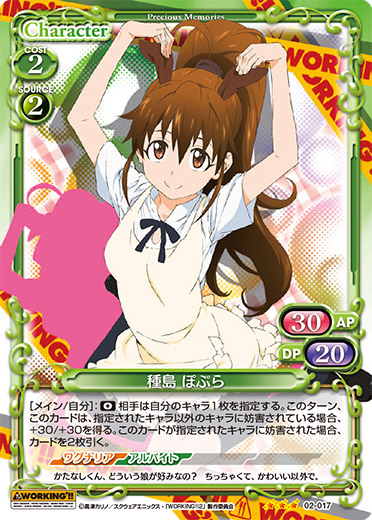 Precious Memories
Character
COST
2
SOURCE
2
WORKING'!!
30 AP
DP 20
種島 ぽぷら
[メイン/自分]:相手は自分のキャラ1枚を指定する。このターン、
このカードは、指定されたキャラ以外のキャラに妨害されている場合、
+30/+30を得る。このカードが指定されたキャラに妨害された場合、
カードを2枚引く。
ワグナリア アルバイト
かたなしくん、どういう娘が好みなの? ちっちゃくて、かわいい以外で。
WORKING'!!
©高津カリノ/スクウェアエニックス・「WORKING'!!2」製作委員会
02-017